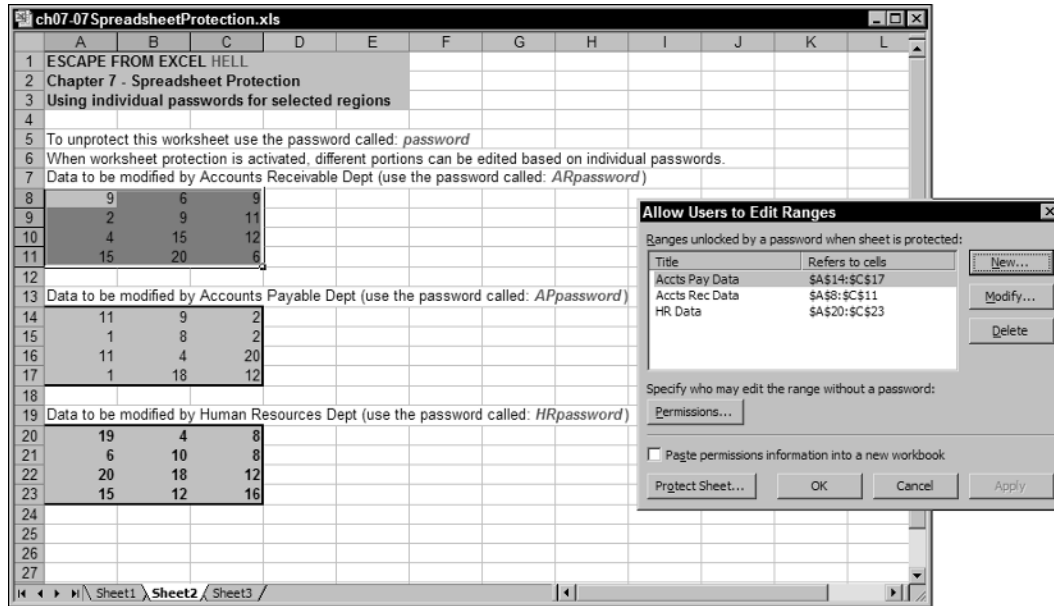 ch07-07SpreadsheetProtection.xls
A B C D E F G H I J K L
1 ESCAPE FROM EXCEL HELL
2 Chapter 7 - Spreadsheet Protection
3 Using individual passwords for selected regions
4
5 To unprotect this worksheet use the password called: password
6 When worksheet protection is activated, different portions can be edited based on individual passwords.
7 Data to be modified by Accounts Receivable Dept (use the password called: ARpassword)
8 9 6 9
9 2 9 11
10 4 15 12
11 15 20 6
12
13 Data to be modified by Accounts Payable Dept (use the password called: APpassword)
14 11 9 2
15 1 8 2
16 11 4 20
17 1 18 12
18
19 Data to be modified by Human Resources Dept (use the password called: HRpassword)
20 19 4 8
21 6 10 8
22 20 18 12
23 15 12 16
24
25
26
27
Sheet1 Sheet2 Sheet3
Allow Users to Edit Ranges
Ranges unlocked by a password when sheet is protected:
Title Refers to cells
Accts Pay Data $A$14:$C$17
Accts Rec Data $A$8:$C$11
HR Data $A$20:$C$23
New...
Modify...
Delete
Specify who may edit the range without a password:
Permissions...
Paste permissions information into a new workbook
Protect Sheet... OK Cancel Apply